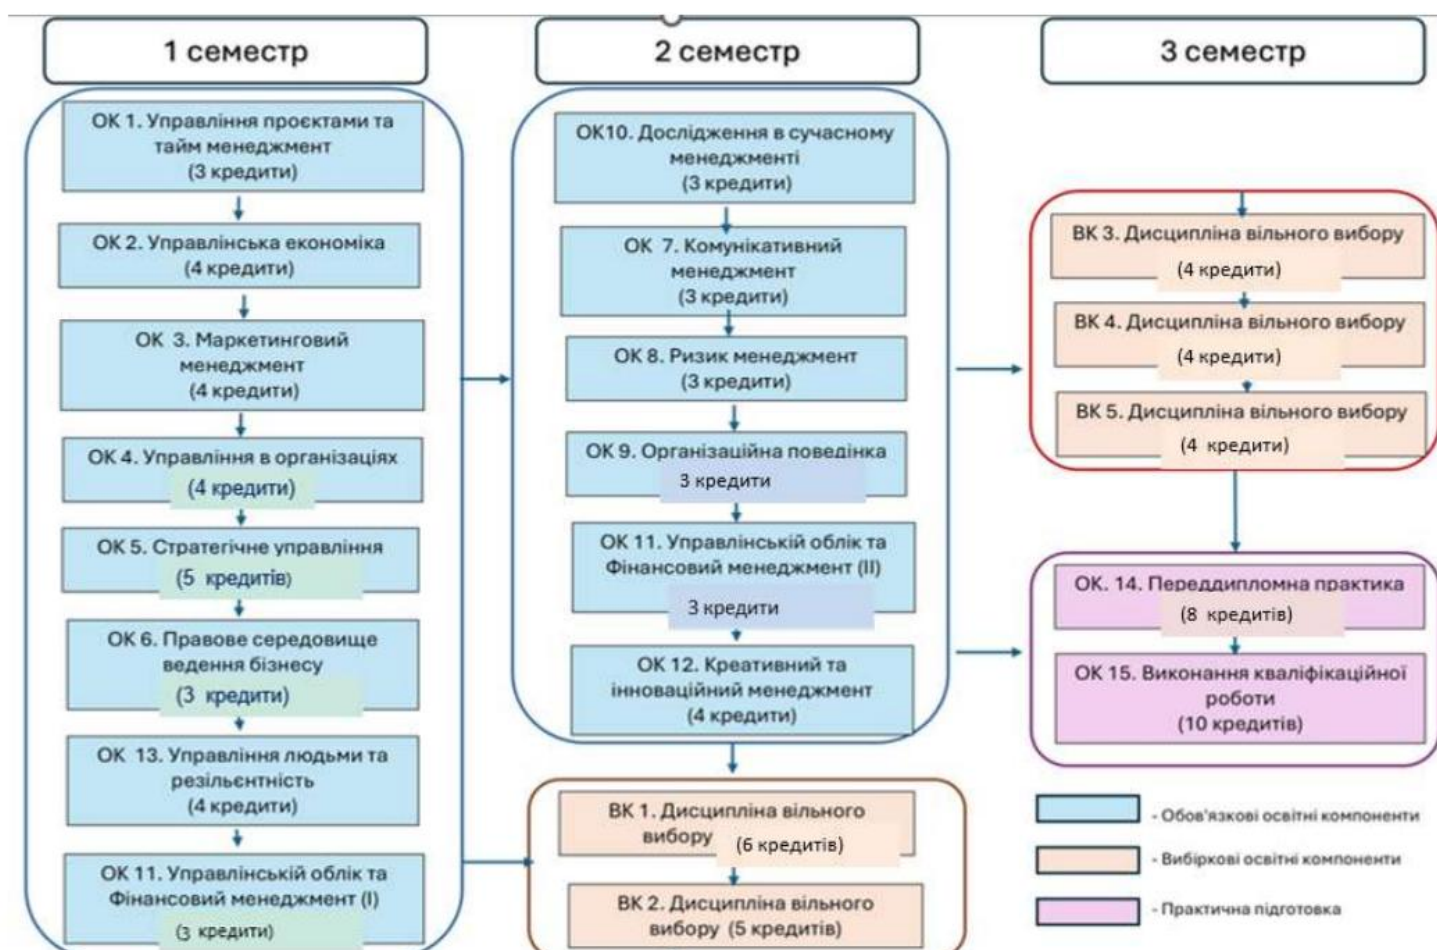 1 семестр
ОК 1. Управління проєктами та
тайм менеджмент
(3 кредити)
ОК 2. Управлінська економіка
(4 кредити)
ОК 3. Маркетинговий
менеджмент
(4 кредити)
ОК 4. Управління в організаціях
(4 кредити)
ОК 5. Стратегічне управління
(5 кредитів)
ОК 6. Правове середовище
ведення бізнесу
(3 кредити)
ОК 13. Управління людьми та
резільєнтність
(4 кредити)
ОК 11. Управлінській облік та
Фінансовий менеджмент (I)
(3 кредити)
2 семестр
ОК10. Дослідження в сучасному
менеджменті
(3 кредити)
ОК 7. Комунікативний
менеджмент
(3 кредити)
ОК 8. Ризик менеджмент
(3 кредити)
ОК 9. Організаційна поведінка
3 кредити
ОК 11. Управлінській облік та
Фінансовий менеджмент (II)
3 кредити
ОК 12. Креативний та
інноваційний менеджмент
(4 кредити)
ВК 1. Дисципліна вільного
вибору (6 кредитів)
ВК 2. Дисципліна вільного
вибору (5 кредитів)
3 семестр
ВК 3. Дисципліна вільного вибору
(4 кредити)
ВК 4. Дисципліна вільного вибору
(4 кредити)
ВК 5. Дисципліна вільного вибору
(4 кредити)
ОК. 14. Переддипломна практика
(8 кредитів)
ОК 15. Виконання кваліфікаційної
роботи
(10 кредитів)
- Обов'язкові освітні компоненти
- Вибіркові освітні компоненти
- Практична підготовка